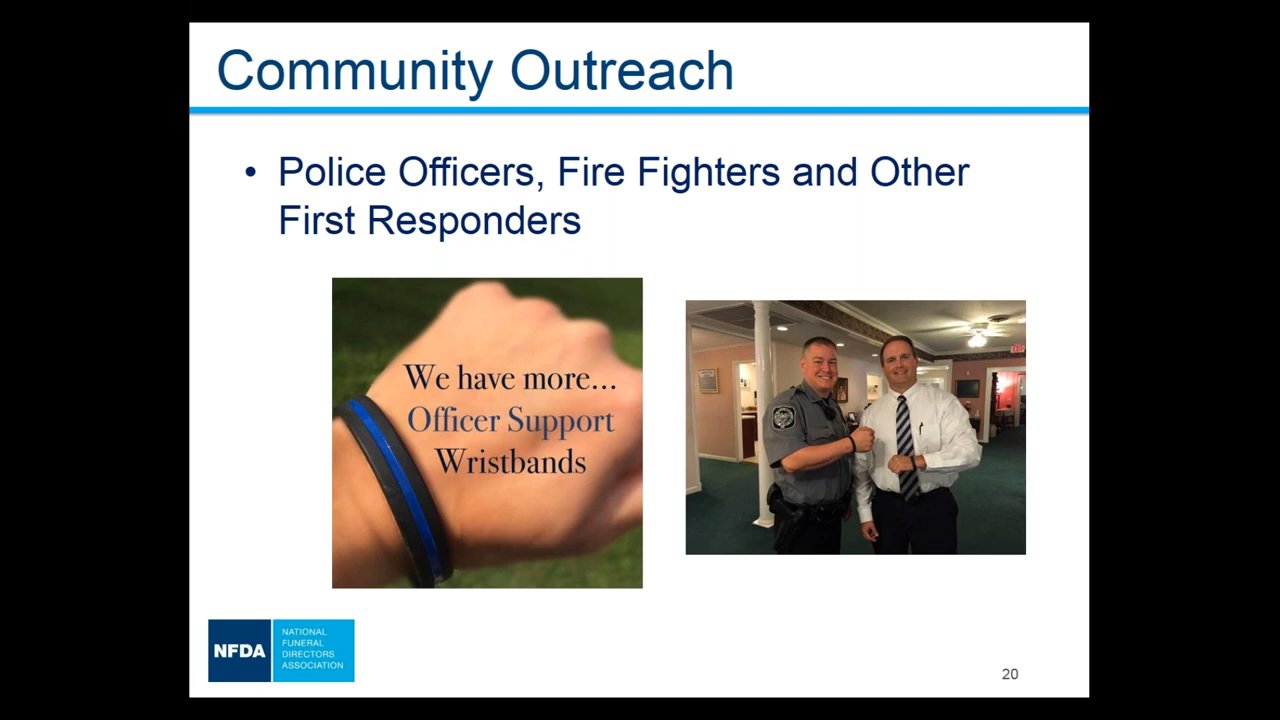 Community Outreach
• Police Officers, Fire Fighters and Other
First Responders
We have more...
Officer Support
Wristbands
NFDA
NATIONAL
FUNERAL
DIRECTORS
ASSOCIATION
20